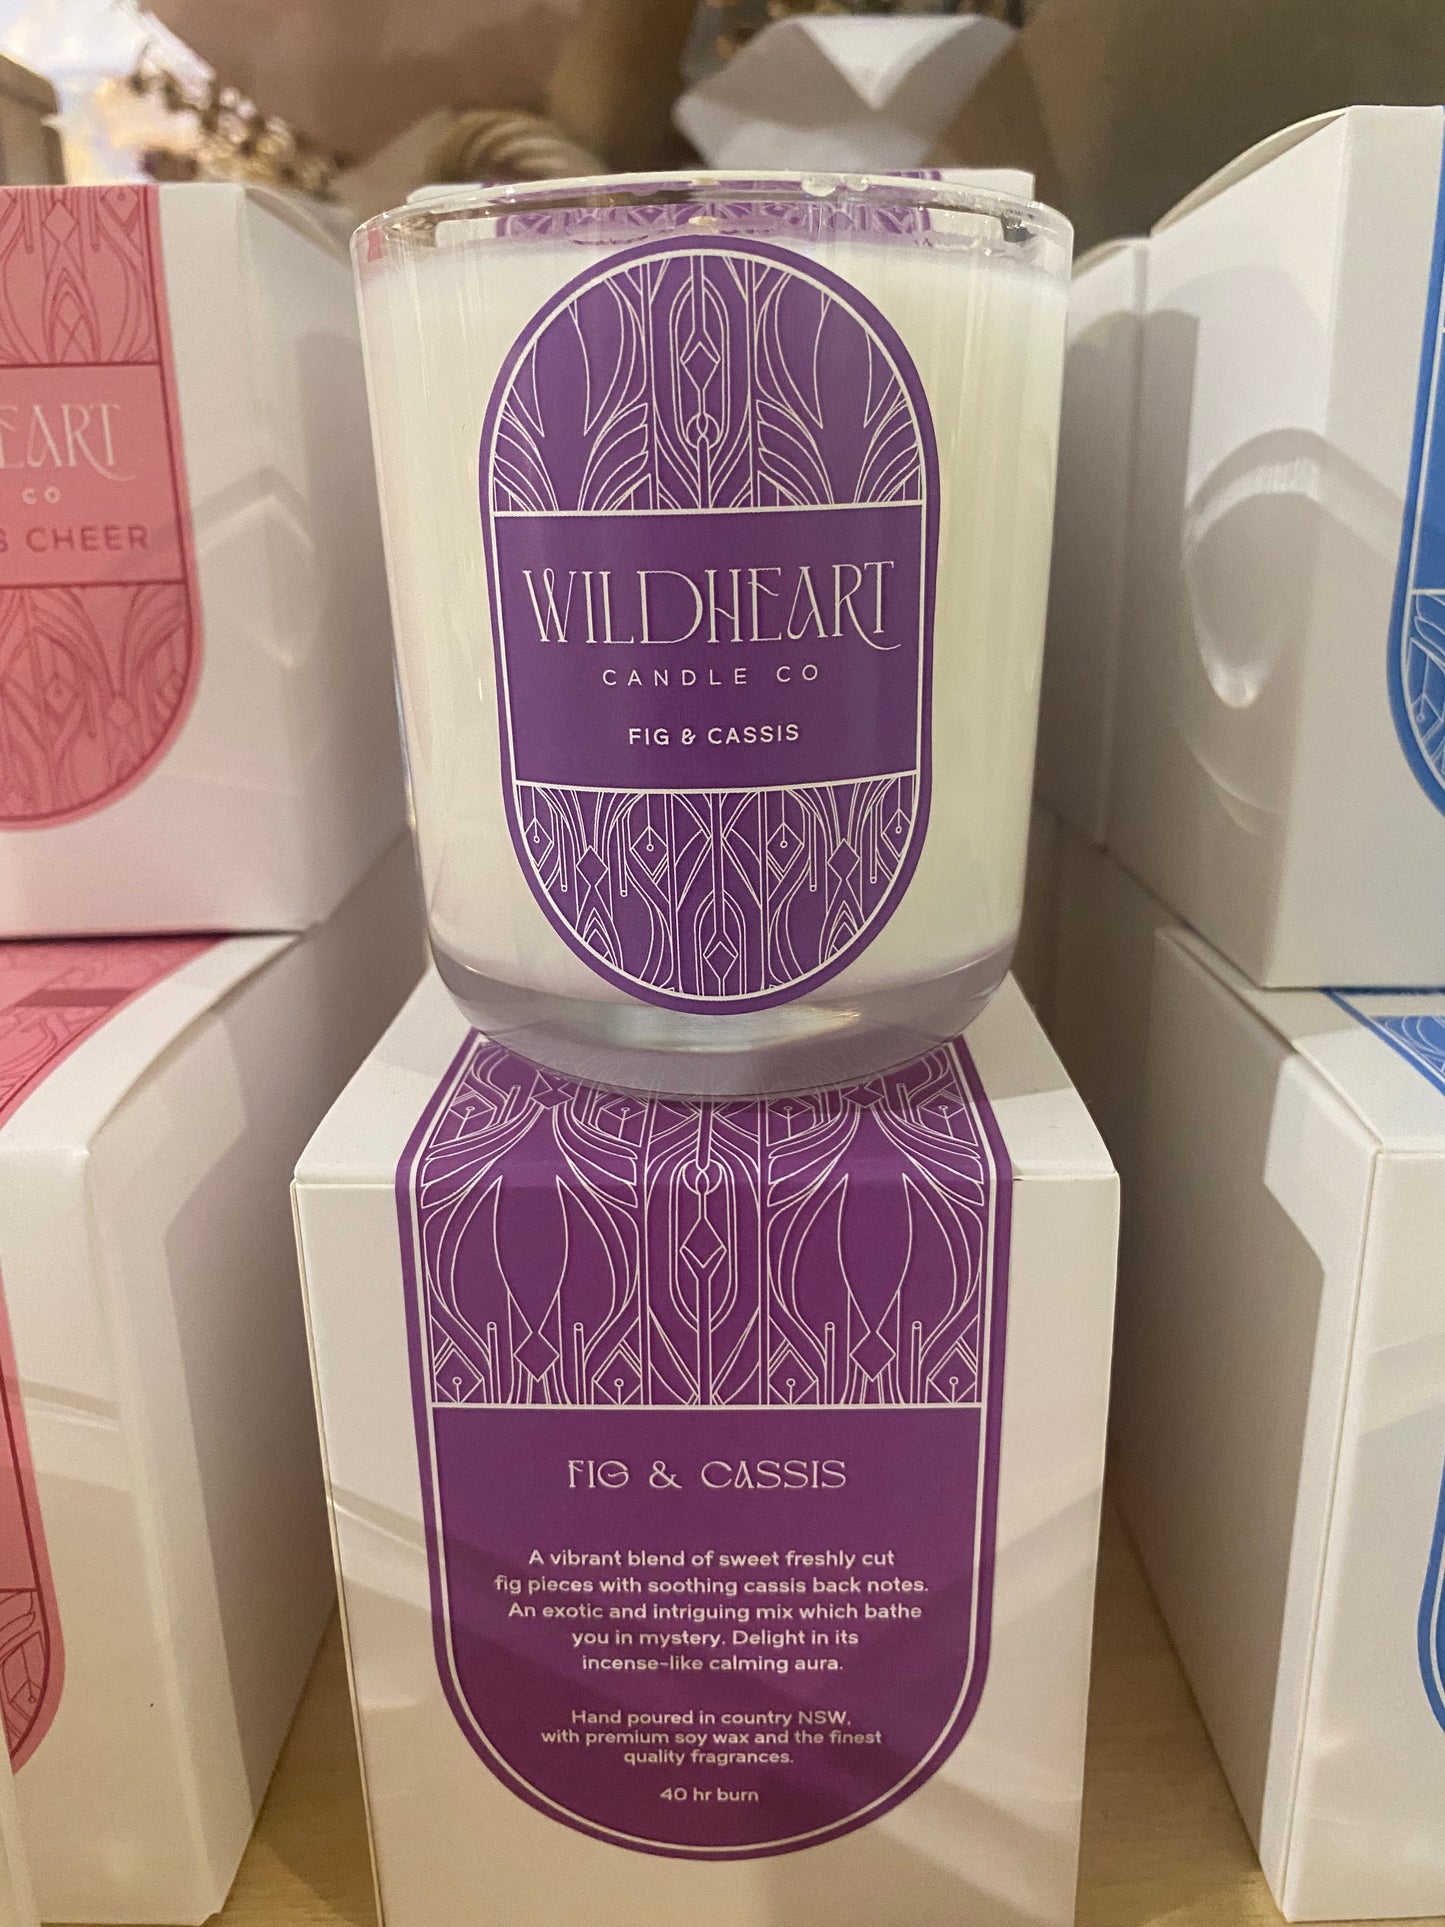 WILDHEART
CANDLE CO
FIG & CASSIS
CO
CHEER
FIG & CASSIS
A vibrant blend of sweet freshly cut
fig pieces with soothing cassis back notes.
An exotic and intriguing mix which bathe
you in mystery. Delight in its
incense-like calming aura.
Hand poured in country NSW,
with premium soy wax and the finest
quality fragrances.
40 hr burn